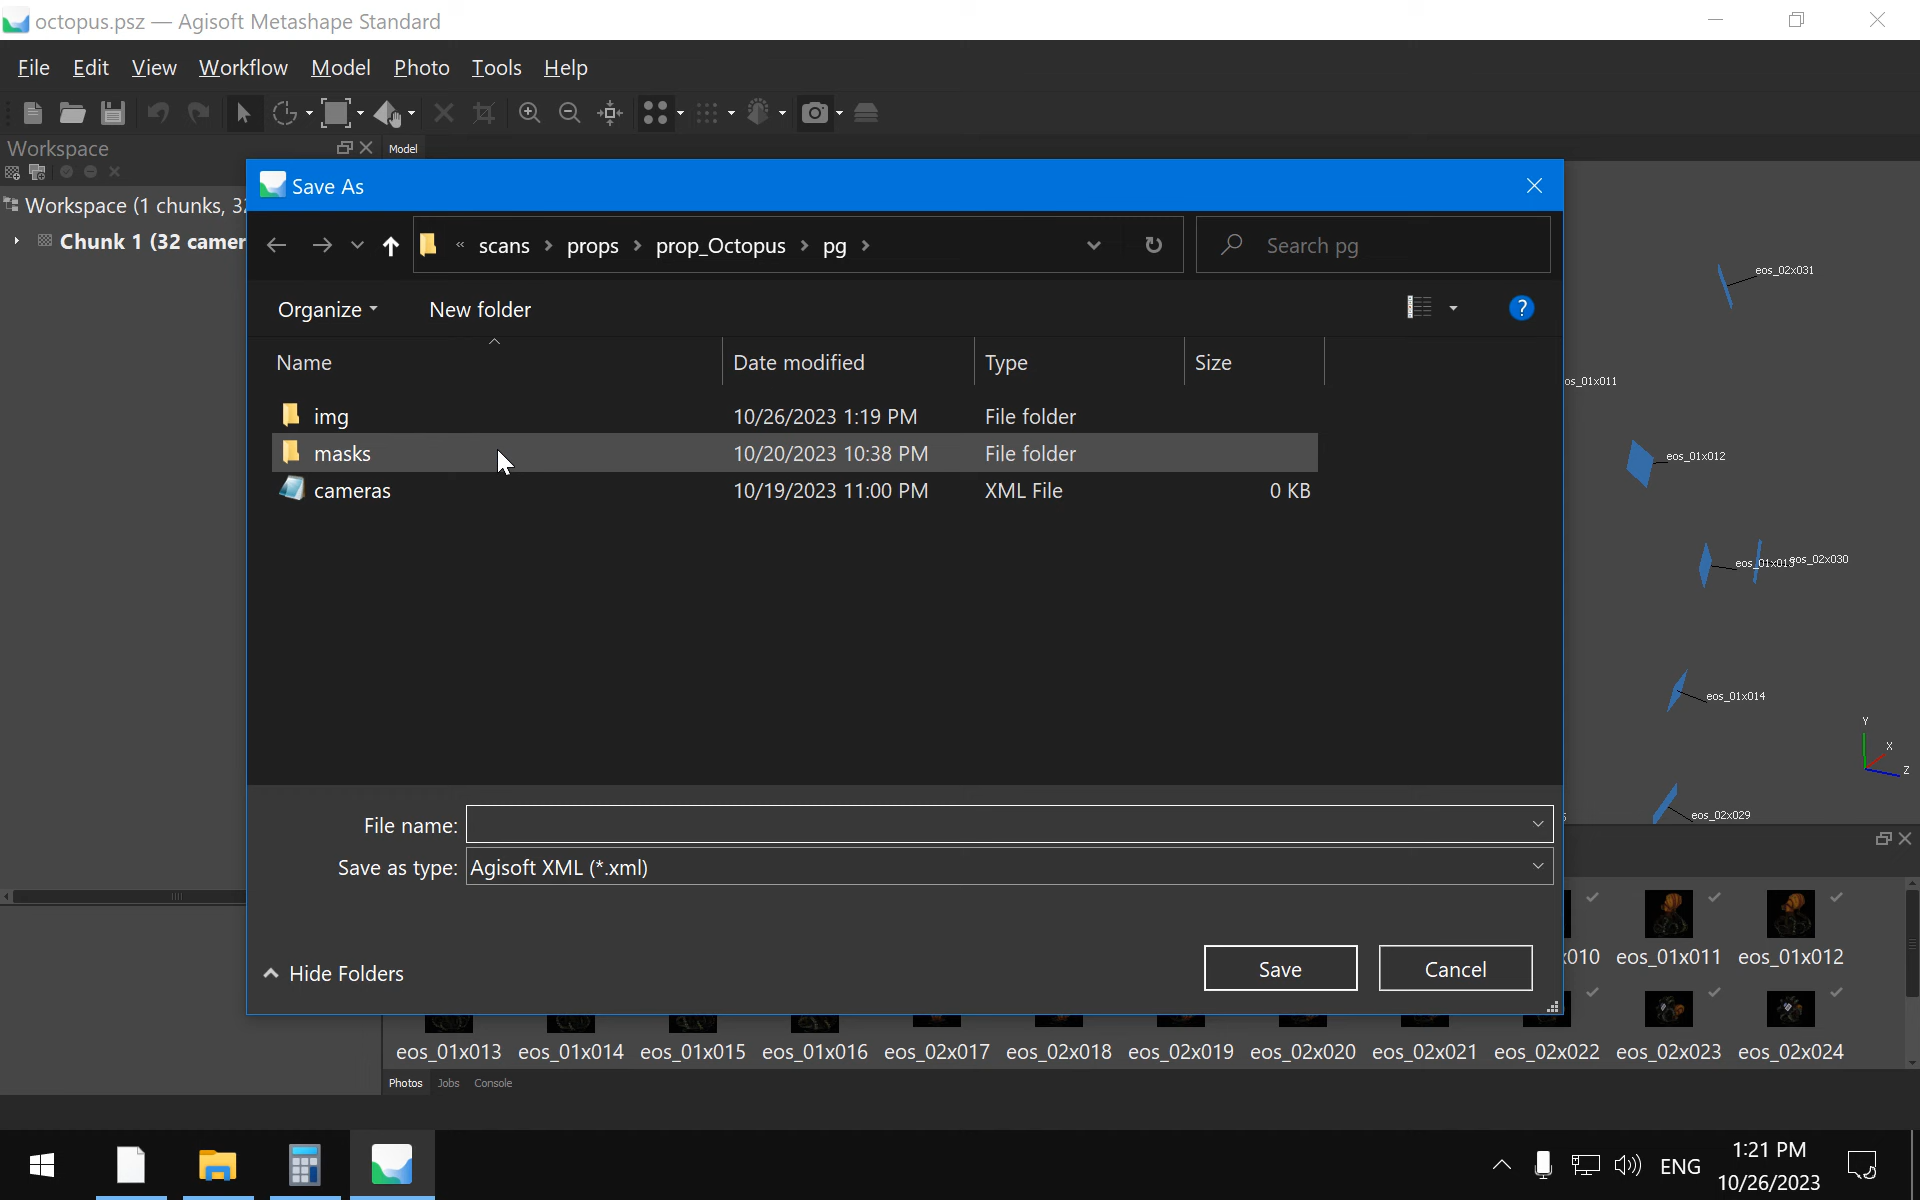 octopus.psz — Agisoft Metashape Standard
File Edit View Workflow Model Photo Tools Help
Workspace
Model
Workspace (1 chunks, 32
Chunk 1 (32 camer
Save As
« scans › props › prop_Octopus › pg ›
Search pg
Organize
New folder
?
Name Date modified Type Size
img 10/26/2023 1:19 PM File folder
masks 10/20/2023 10:38 PM File folder
cameras 10/19/2023 11:00 PM XML File 0 KB
File name:
Save as type: Agisoft XML (*.xml)
Hide Folders
Save
Cancel
eos_02x031
os_01x011
eos_01x012
eos_01x019
eos_02x030
eos_01x014
Y
X
Z
eos_02x029
x010 eos_01x011 eos_01x012
eos_01x013 eos_01x014 eos_01x015 eos_01x016 eos_02x017 eos_02x018 eos_02x019 eos_02x020 eos_02x021 eos_02x022 eos_02x023 eos_02x024
Photos Jobs Console
ENG
1:21 PM
10/26/2023